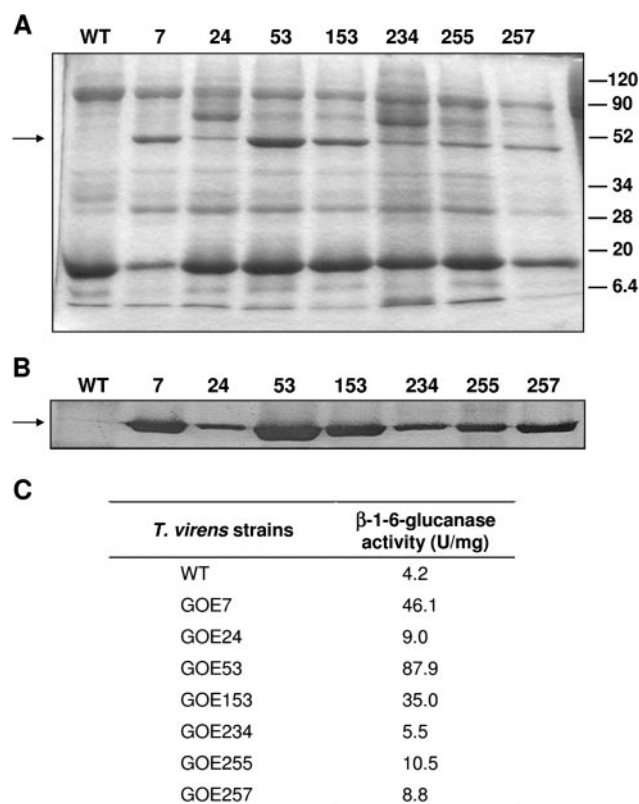 A
WT 7 24 53 153 234 255 257
120
90
52
34
28
20
6.4
B
WT 7 24 53 153 234 255 257
C
T. virens strains β-1-6-glucanase activity (U/mg)
WT 4.2
GOE7 46.1
GOE24 9.0
GOE53 87.9
GOE153 35.0
GOE234 5.5
GOE255 10.5
GOE257 8.8